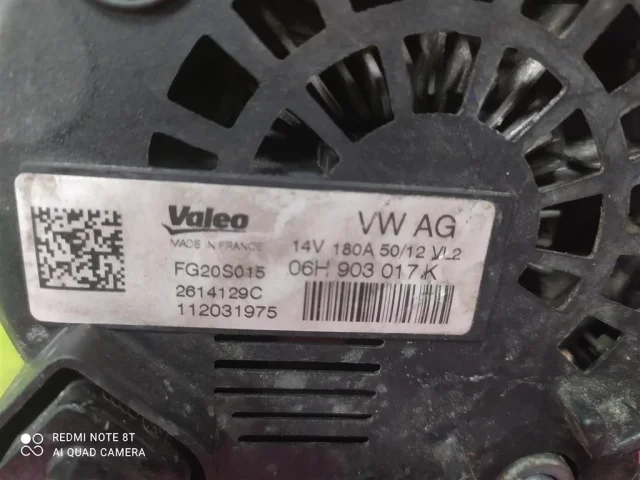 Valeo VW AG
MADE IN FRANCE 14V 180A 50/12 VL2
FG20S015 06H 903 017 K
2614129C
112031975
REDMI NOTE 8T
AI QUAD CAMERA